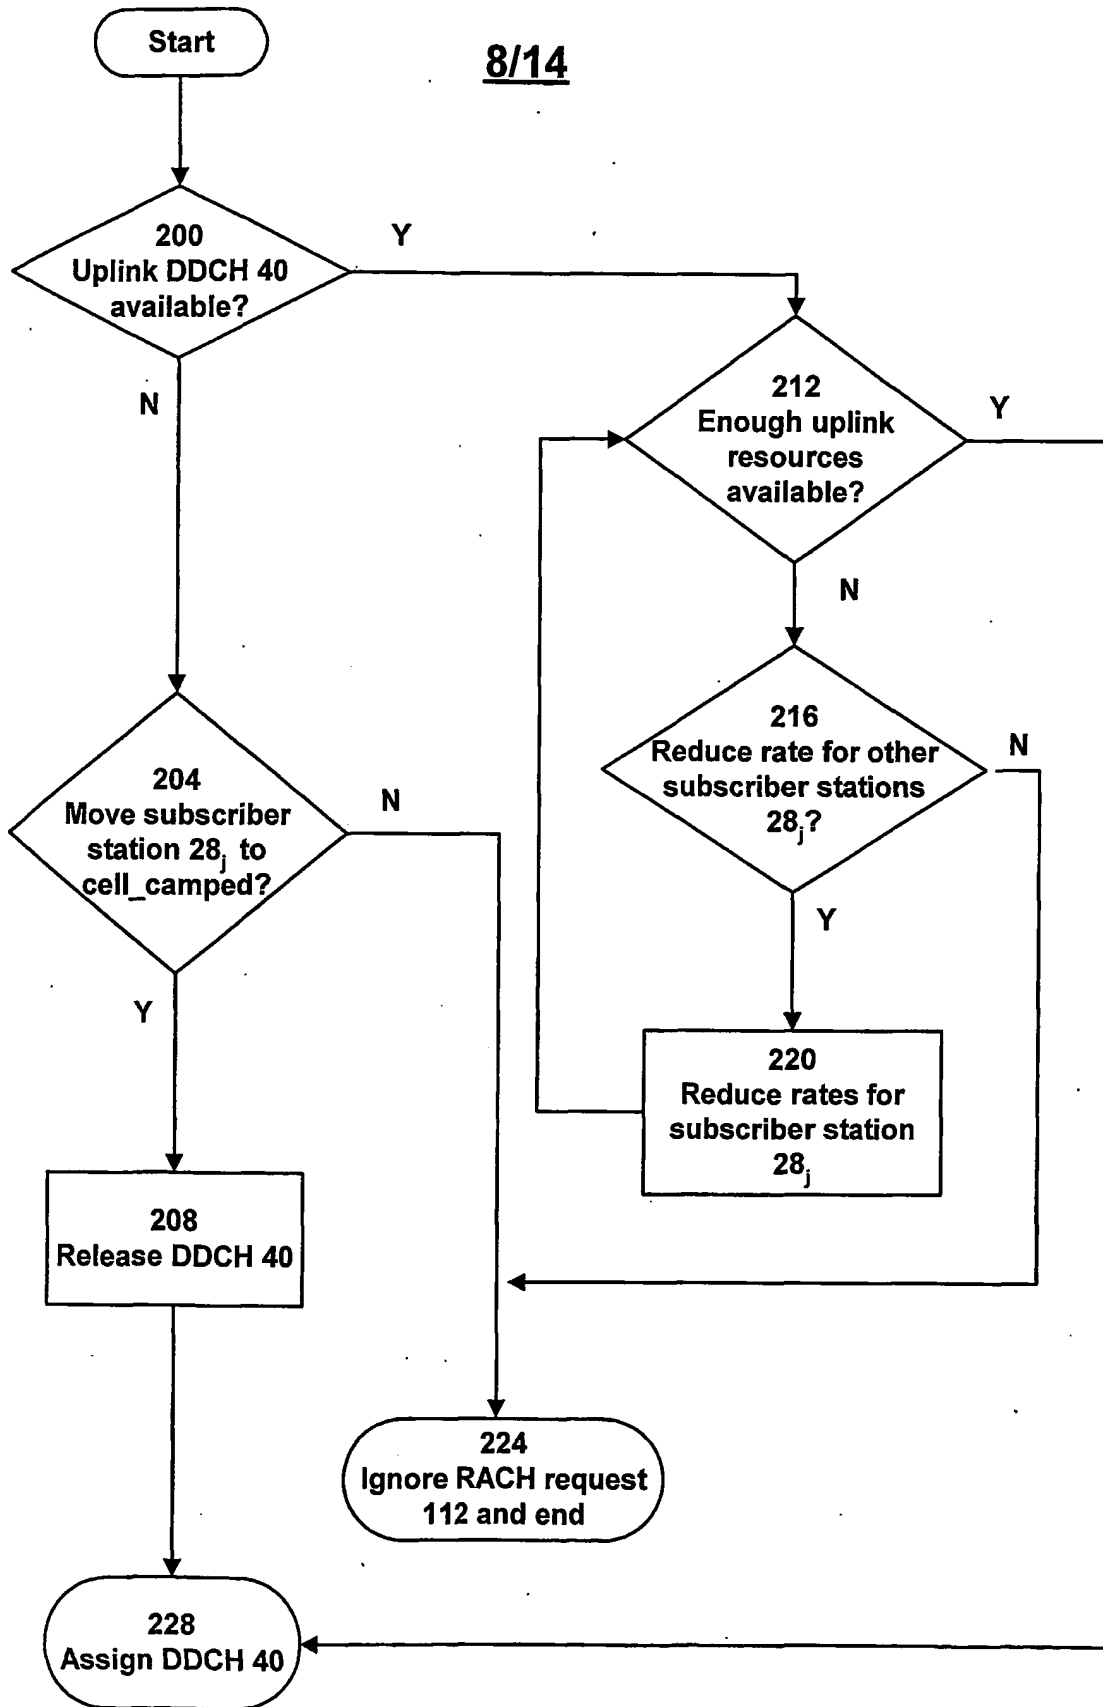 Start
8/14
200
Uplink DDCH 40
available?
Y
N
212
Enough uplink
resources
available?
Y
N
216
Reduce rate for other
subscriber stations
28j?
N
Y
204
Move subscriber
station 28j to
cell_camped?
N
Y
220
Reduce rates for
subscriber station
28j
208
Release DDCH 40
224
Ignore RACH request
112 and end
228
Assign DDCH 40